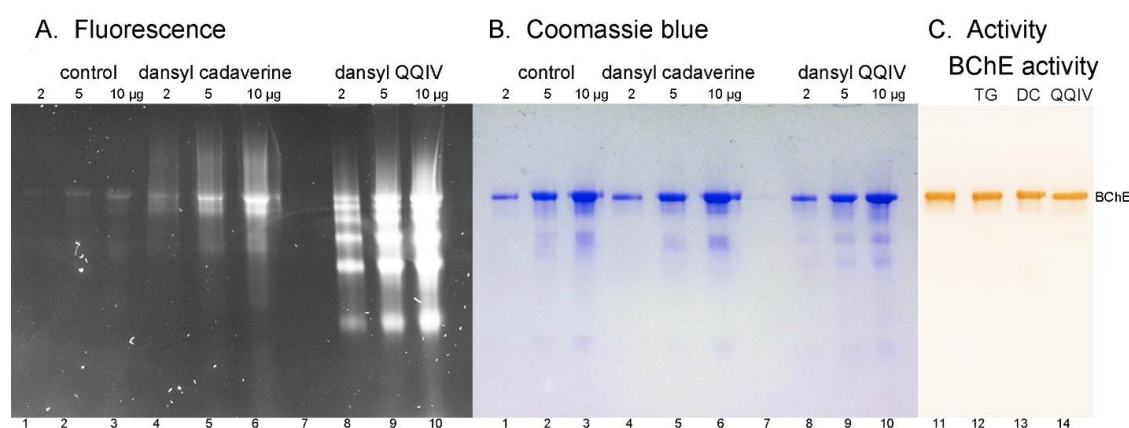 A. Fluorescence
control dansyl cadaverine dansyl QQIV
2 5 10 µg 2 5 10 µg 2 5 10 µg
1 2 3 4 5 6 7 8 9 10
B. Coomassie blue
control dansyl cadaverine dansyl QQIV
2 5 10 µg 2 5 10 µg 2 5 10 µg
1 2 3 4 5 6 7 8 9 10
C. Activity
BChE activity
TG DC QQIV
BChE
11 12 13 14